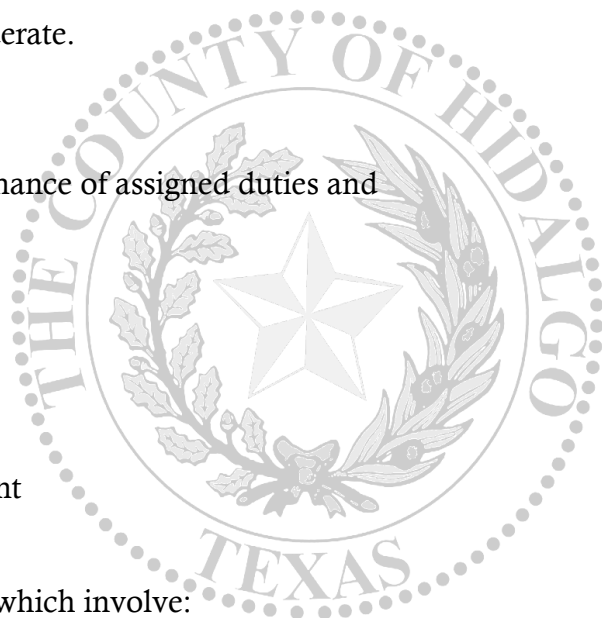 erate.
nance of assigned duties and
nt
which involve:
THE COUNTY OF HIDALGO
TEXAS